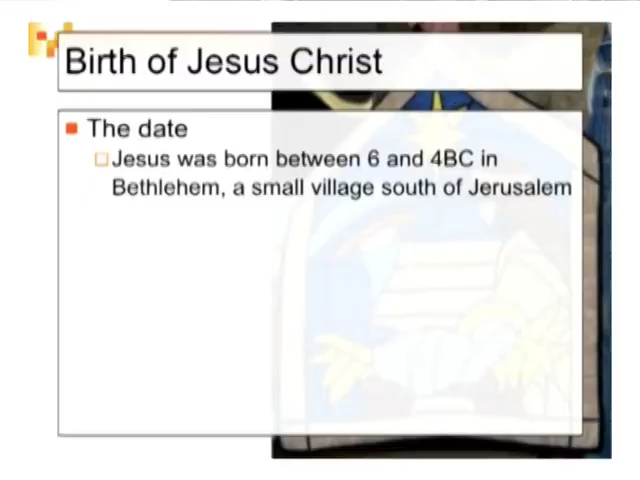 Birth of Jesus Christ
The date
Jesus was born between 6 and 4BC in
Bethlehem, a small village south of Jerusalem